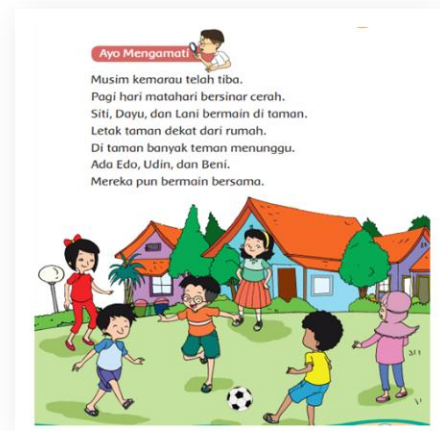 Ayo Mengamati
Musim kemarau telah tiba.
Pagi hari matahari bersinar cerah.
Siti, Dayu, dan Lani bermain di taman.
Letak taman dekat dari rumah.
Di taman banyak teman menunggu.
Ada Edo, Udin, dan Beni.
Mereka pun bermain bersama.